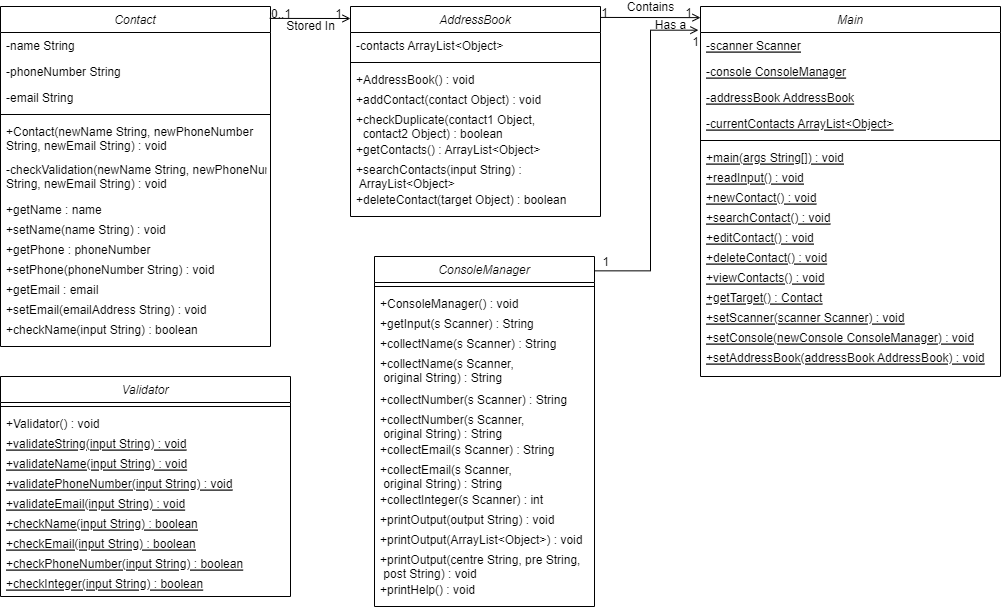 Contact
-name String
-phoneNumber String
-email String
+Contact(newName String, newPhoneNumber
String, newEmail String) : void
-checkValidation(newName String, newPhoneNu
String, newEmail String) : void
+getName : name
+setName(name String) : void
+getPhone : phoneNumber
+setPhone(phoneNumber String) : void
+getEmail : email
+setEmail(emailAddress String) : void
+checkName(input String) : boolean
0..1
1
Stored In
AddressBook
-contacts ArrayList<Object>
+AddressBook() : void
+addContact(contact Object) : void
+checkDuplicate(contact1 Object,
contact2 Object) : boolean
+getContacts() : ArrayList<Object>
+searchContacts(input String) :
ArrayList<Object>
+deleteContact(target Object) : boolean
1
Contains
1
Has a
1
Main
-scanner Scanner
-console ConsoleManager
-addressBook AddressBook
-currentContacts ArrayList<Object>
+main(args String[]) : void
+readInput() : void
+newContact() : void
+searchContact() : void
+editContact() : void
+deleteContact() : void
+viewContacts() : void
+getTarget() : Contact
+setScanner(scanner Scanner) : void
+setConsole(newConsole ConsoleManager) : void
+setAddressBook(addressBook AddressBook) : void
ConsoleManager
1
+ConsoleManager() : void
+getInput(s Scanner) : String
+collectName(s Scanner) : String
+collectName(s Scanner,
original String) : String
+collectNumber(s Scanner) : String
+collectNumber(s Scanner,
original String) : String
+collectEmail(s Scanner) : String
+collectEmail(s Scanner,
original String) : String
+collectInteger(s Scanner) : int
+printOutput(output String) : void
+printOutput(ArrayList<Object>) : void
+printOutput(centre String, pre String,
post String) : void
+printHelp() : void
Validator
+Validator() : void
+validateString(input String) : void
+validateName(input String) : void
+validatePhoneNumber(input String) : void
+validateEmail(input String) : void
+checkName(input String) : boolean
+checkEmail(input String) : boolean
+checkPhoneNumber(input String) : boolean
+checkInteger(input String) : boolean